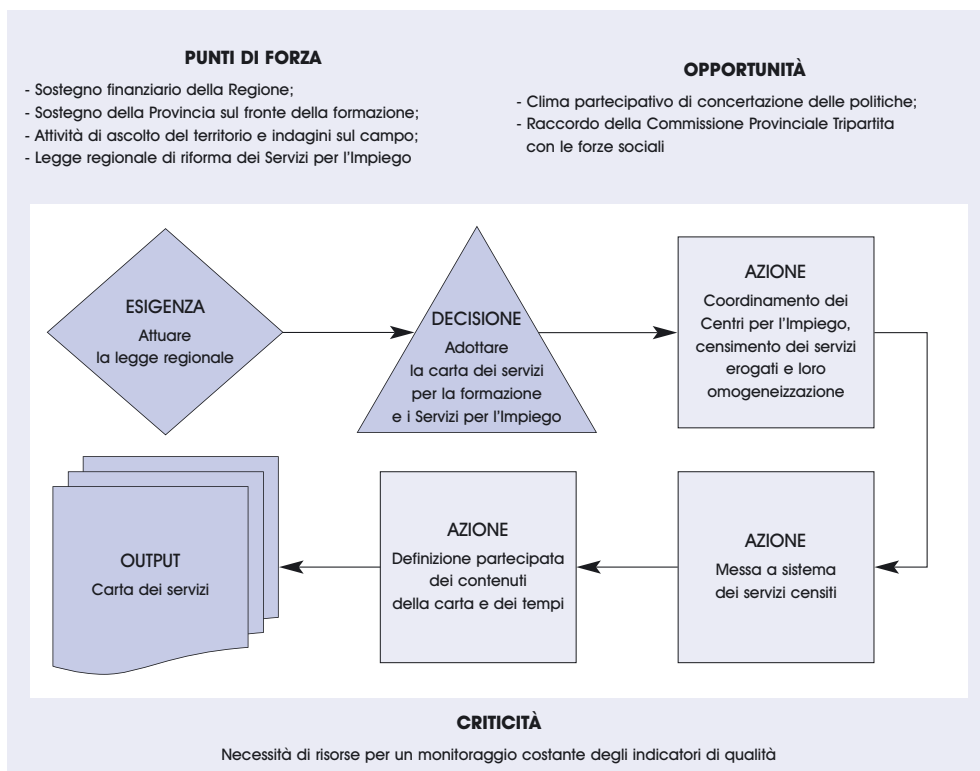 PUNTI DI FORZA
- Sostegno finanziario della Regione;
- Sostegno della Provincia sul fronte della formazione;
- Attività di ascolto del territorio e indagini sul campo;
- Legge regionale di riforma dei Servizi per l'Impiego
OPPORTUNITÀ
- Clima partecipativo di concertazione delle politiche;
- Raccordo della Commissione Provinciale Tripartita
con le forze sociali
ESIGENZA
Attuare
la legge regionale
DECISIONE
Adottare
la carta dei servizi
per la formazione
e i Servizi per l'Impiego
AZIONE
Coordinamento dei
Centri per l'Impiego,
censimento dei servizi
erogati e loro
omogeneizzazione
AZIONE
Messa a sistema
dei servizi censiti
AZIONE
Definizione partecipata
dei contenuti
della carta e dei tempi
OUTPUT
Carta dei servizi
CRITICITÀ
Necessità di risorse per un monitoraggio costante degli indicatori di qualità